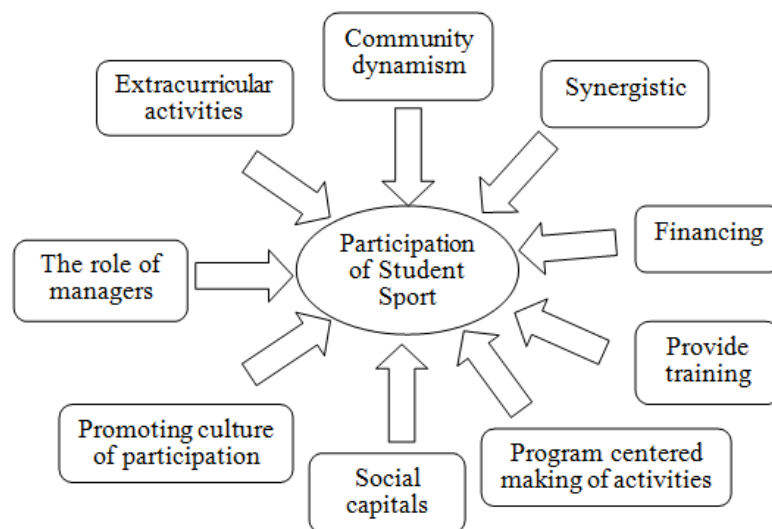 Community
dynamism
Extracurricular
activities
Synergistic
Participation
of Student
Sport
Financing
The role of
managers
Provide
training
Promoting culture
of participation
Social
capitals
Program centered
making of activities